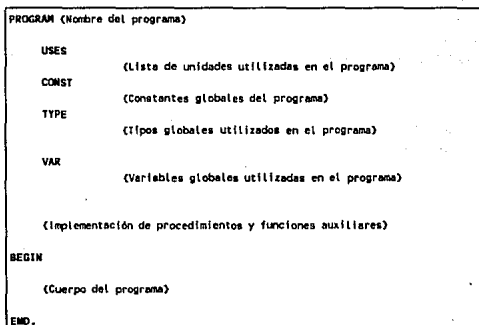 PROGRAM (Nombre del programa)
USES
(Lista de unidades utilizadas en el programa)
CONST
(Constantes globales del programa)
TYPE
(Tipos globales utilizados en el programa)
VAR
(Variables globales utilizadas en el programa)
(Implementación de procedimientos y funciones auxiliares)
BEGIN
(Cuerpo del programa)
END.